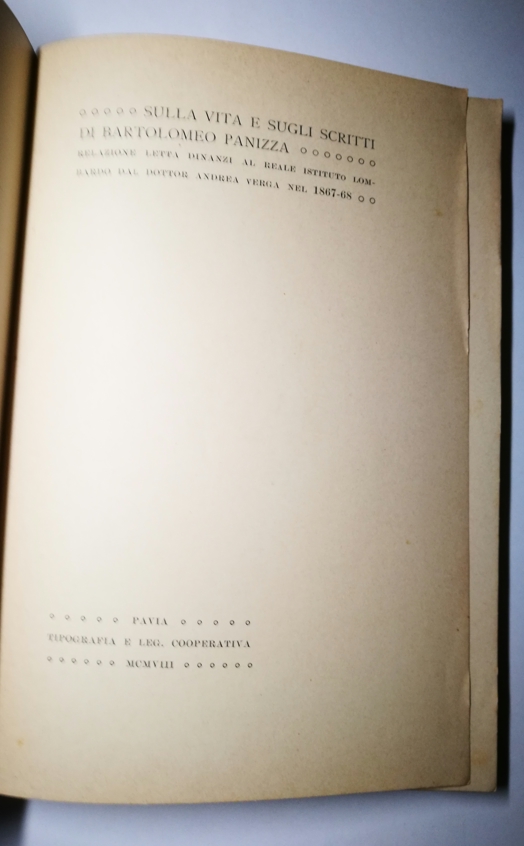 SULLA VITA E SUGLI SCRITTI
DI BARTOLOMEO PANIZZA
RELAZIONE LETTA DINANZI AL REALE ISTITUTO LOM-
BARDO DAL DOTTOR ANDREA VERGA NEL 1867-68
PAVIA
TIPOGRAFIA E LEG. COOPERATIVA
MCMVIII